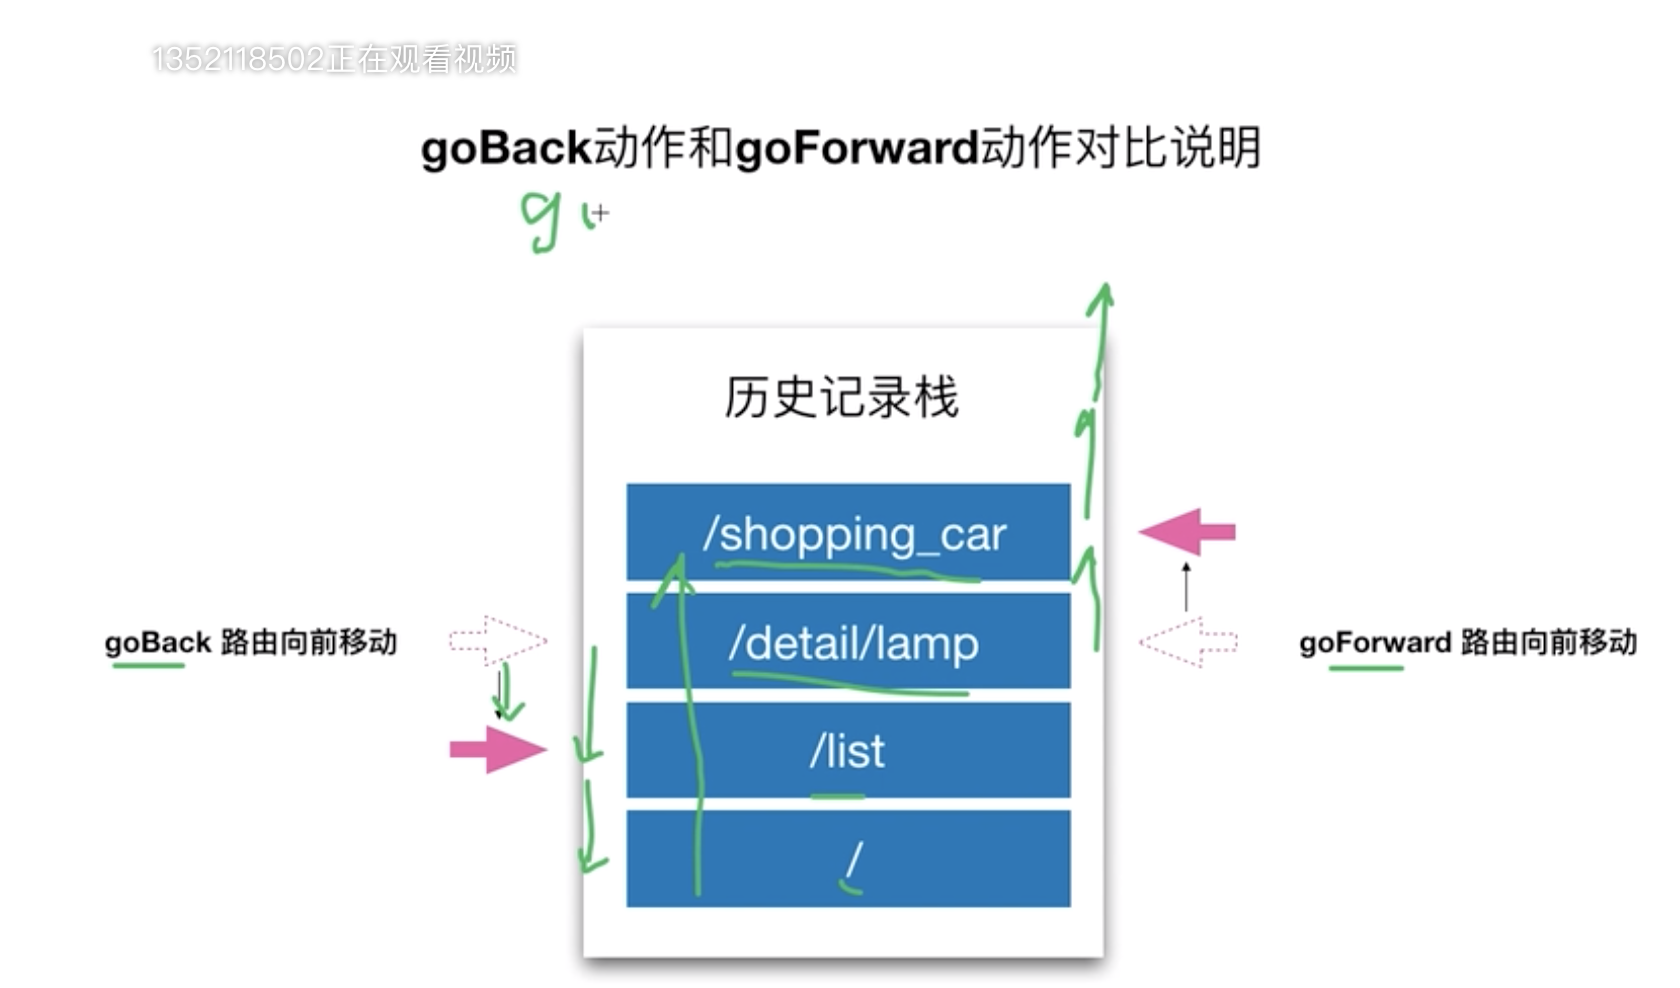 1352118502正在观看视频
goBack动作和goForward动作对比说明
g
历史记录栈
/shopping_car
/detail/lamp
goBack 路由向前移动
goForward 路由向前移动
/list
/